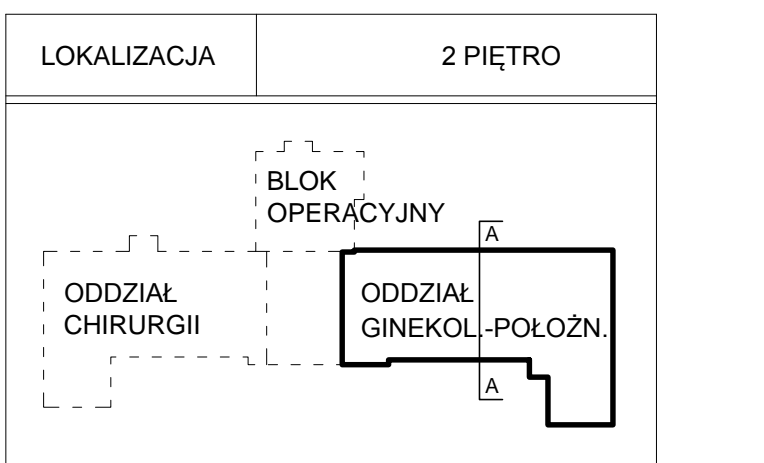 LOKALIZACJA
2 PIĘTRO
BLOK
OPERACYJNY
A
ODDZIAŁ
CHIRURGII
ODDZIAŁ
GINEKOL.-POŁOŻN.
A